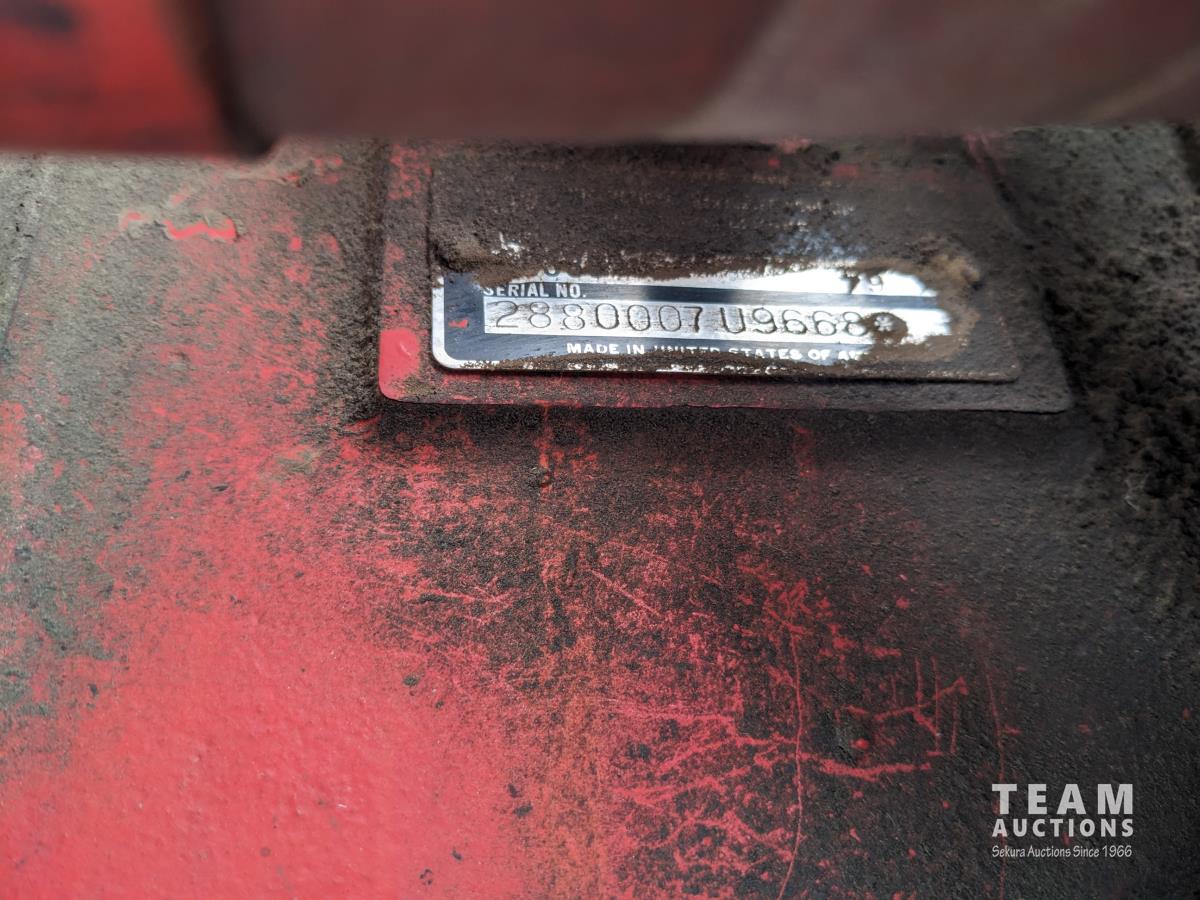 79
SERIAL NO.
2880007U9668*
MADE IN UNITED STATES OF
TEAM
AUCTIONS
Sekura Auctions Since 1966